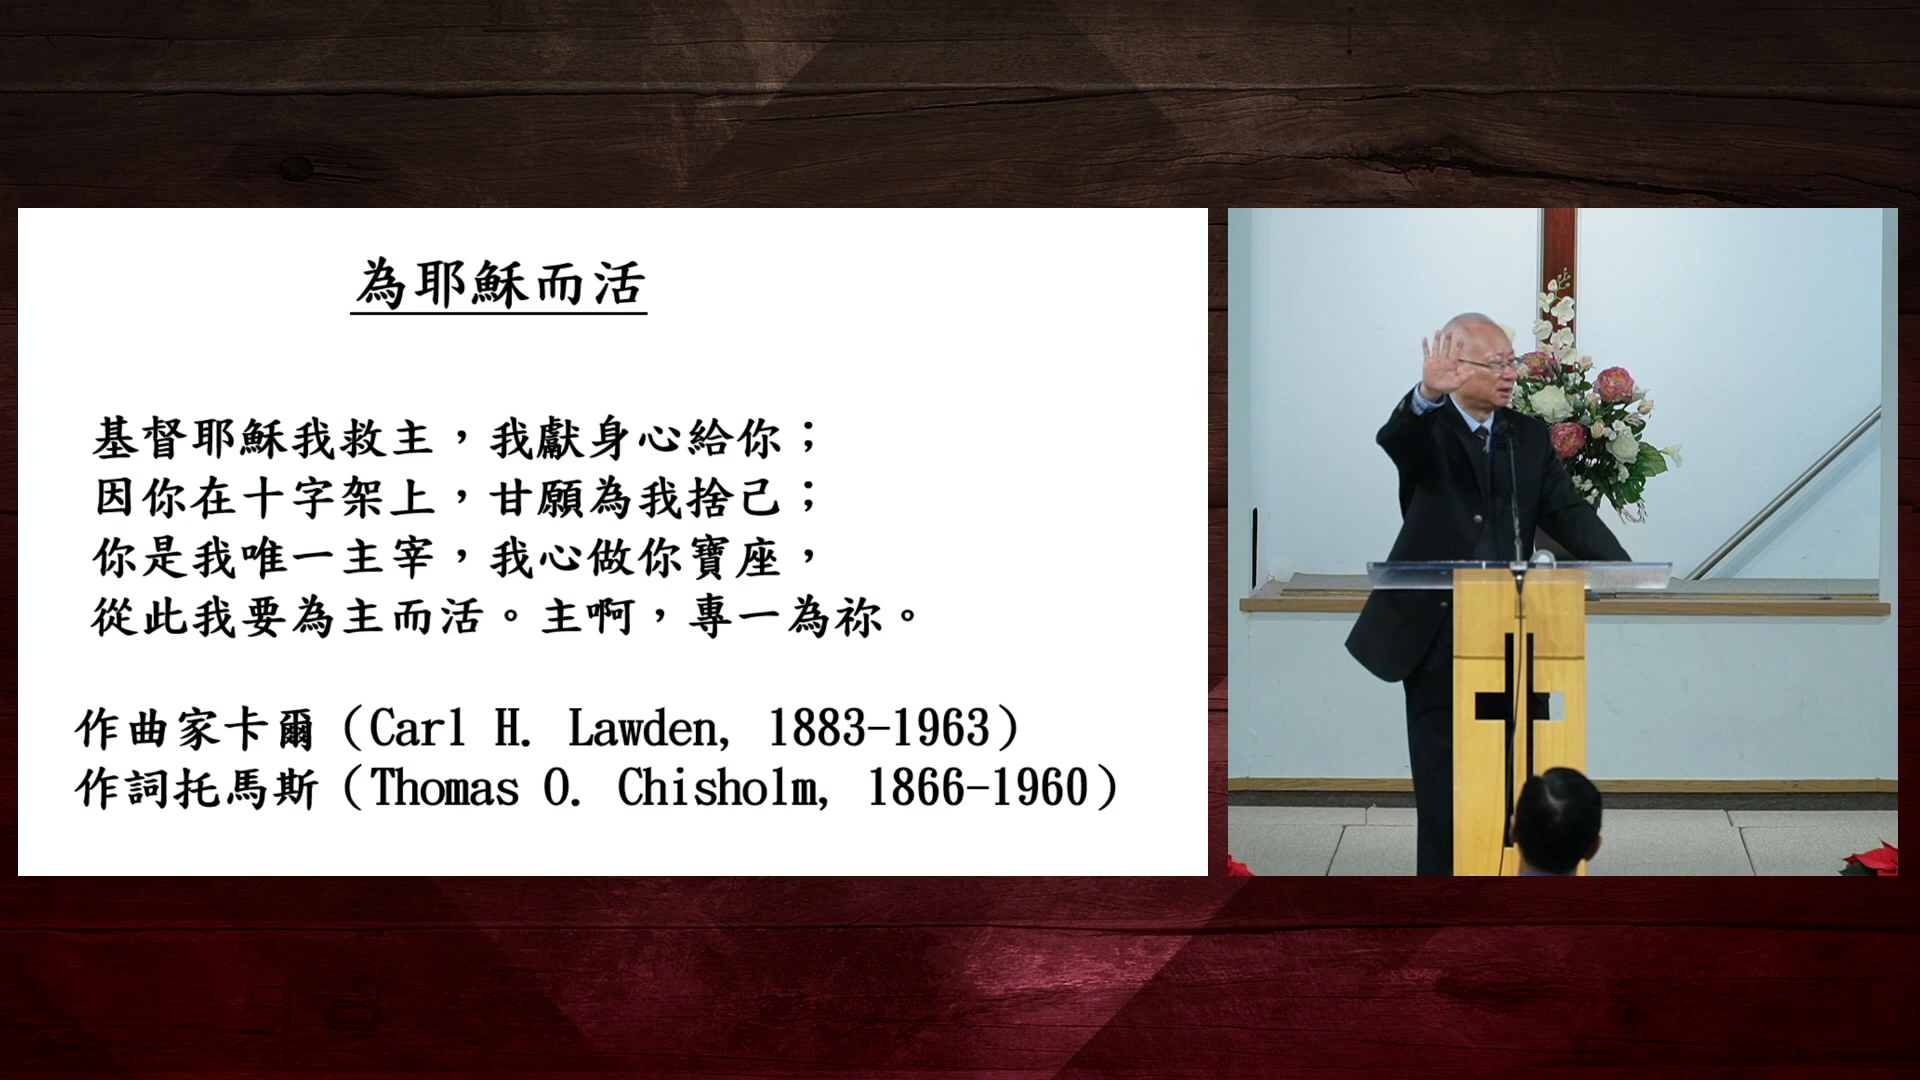 為耶穌而活
基督耶穌我救主，我獻身心給你；
因你在十字架上，甘願為我捨己；
你是我唯一主宰，我心做你寶座，
從此我要為主而活。主啊，專一為祢。
作曲家卡爾（Carl H. Lawden, 1883-1963）
作詞托馬斯（Thomas O. Chisholm, 1866-1960）